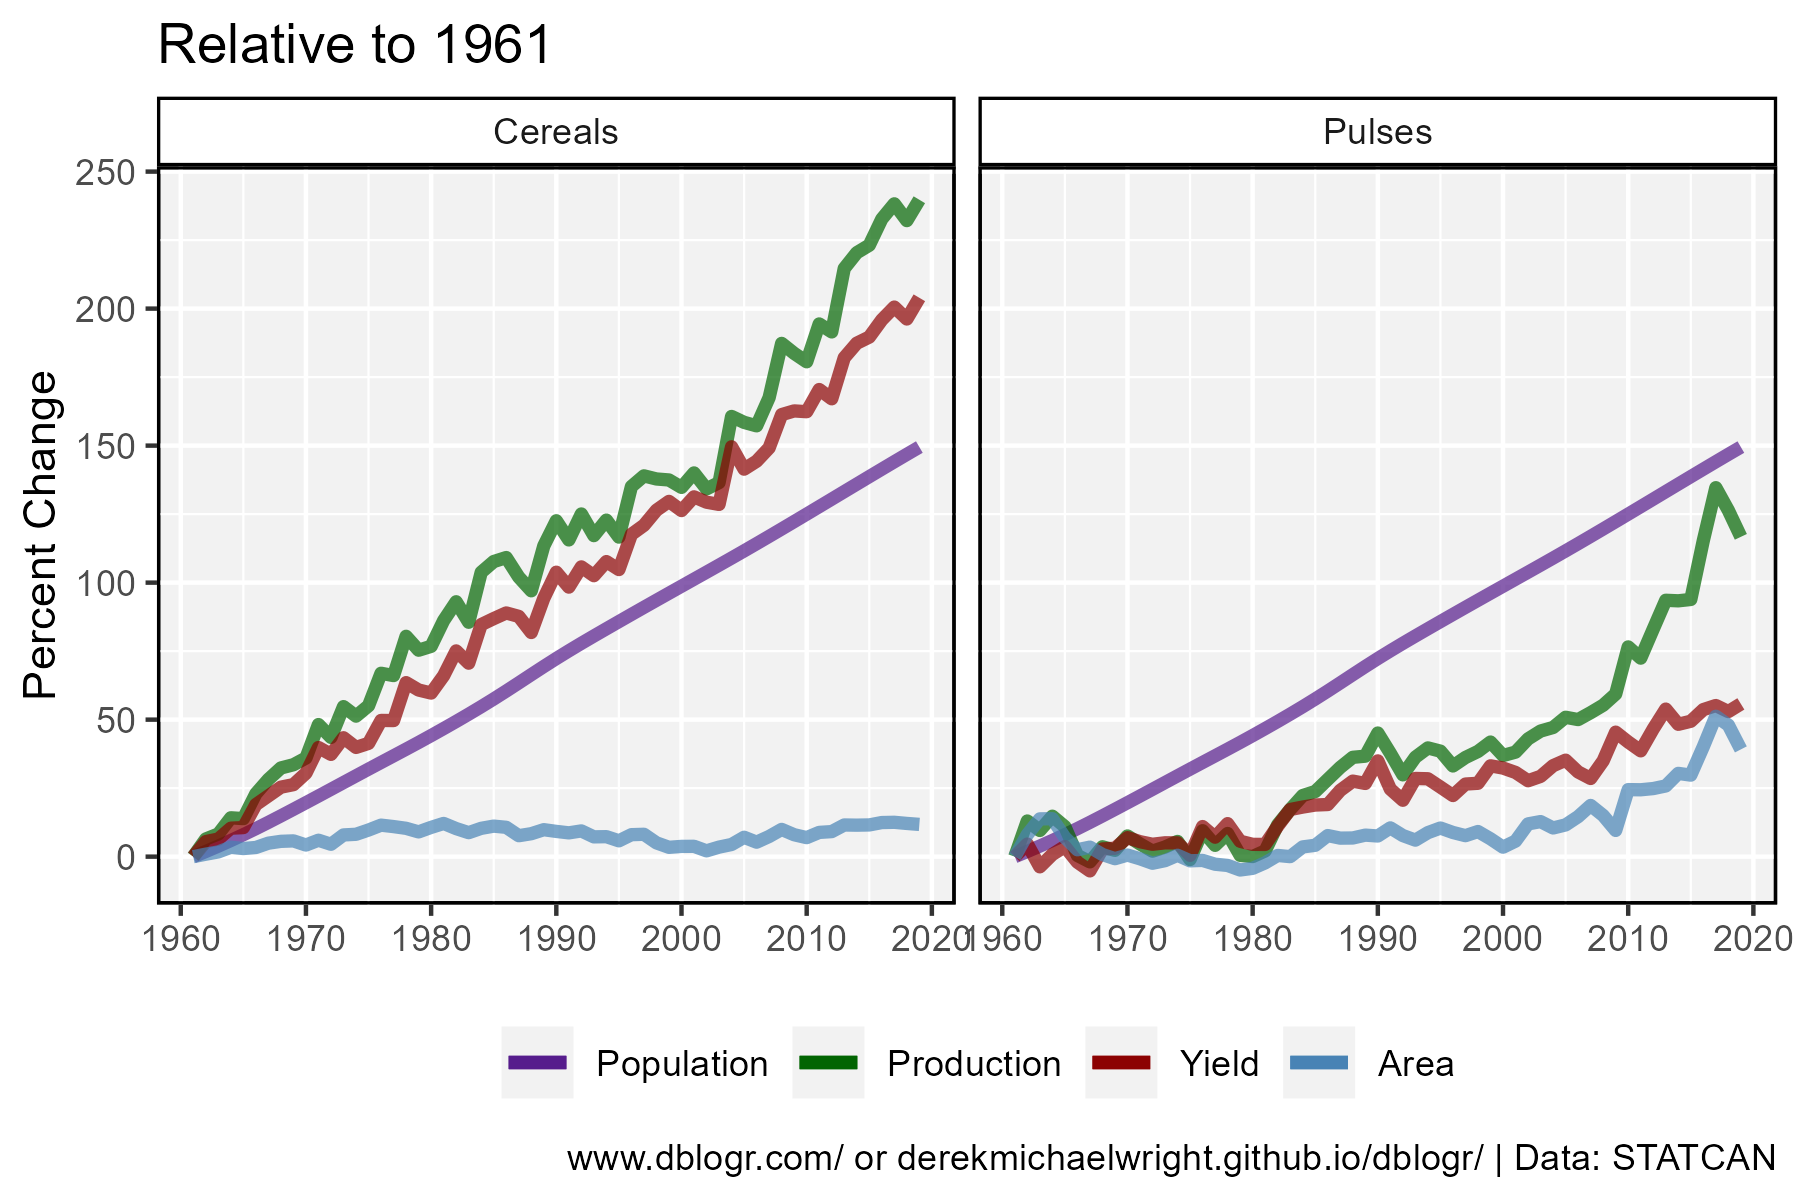 Relative to 1961
Cereals
Pulses
Percent Change
250
200
150
100
50
0
1960 1970 1980 1990 2000 2010 2020
1960 1970 1980 1990 2000 2010 2020
Population Production Yield Area
www.dblogr.com/ or derekmichaelwright.github.io/dblogr/ | Data: STATCAN